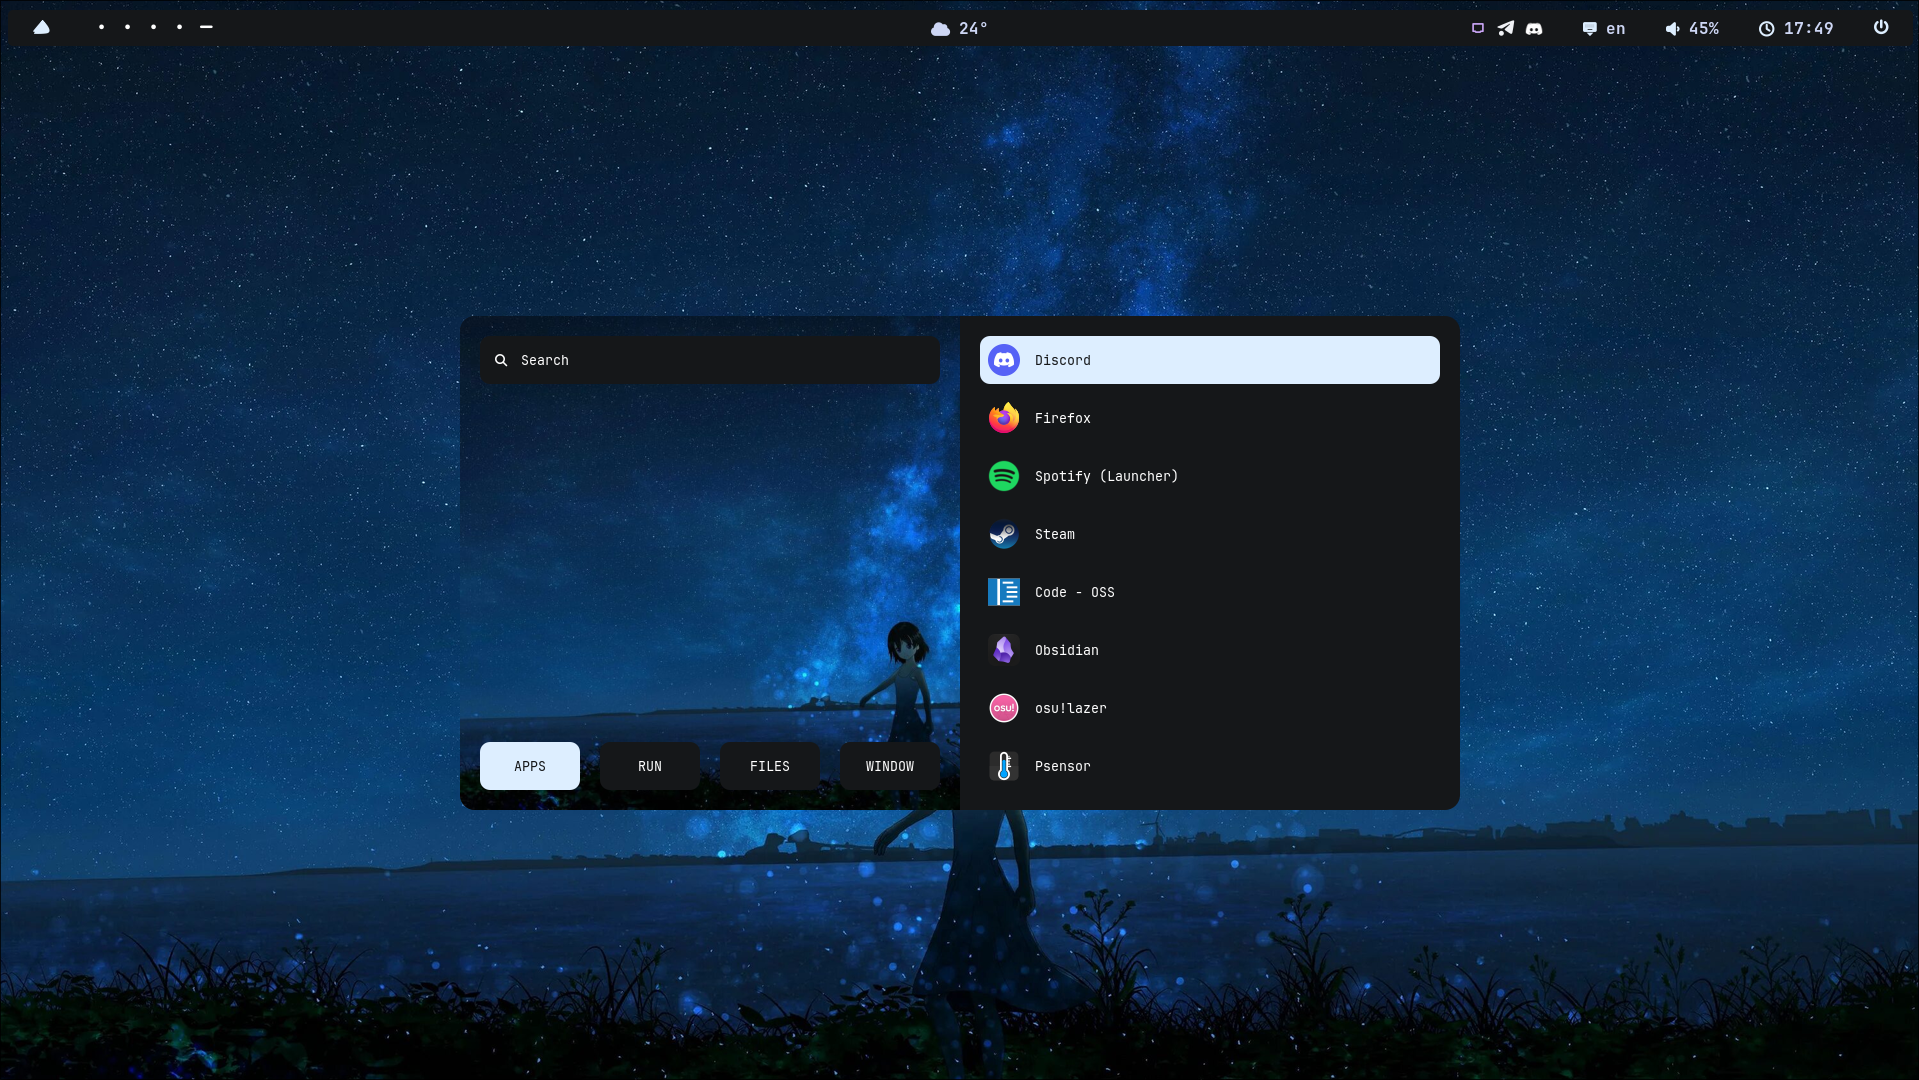 24°
en
45%
17:49
Search
Discord
Firefox
Spotify (Launcher)
Steam
Code - OSS
Obsidian
osu!
osu!lazer
Psensor
APPS
RUN
FILES
WINDOW